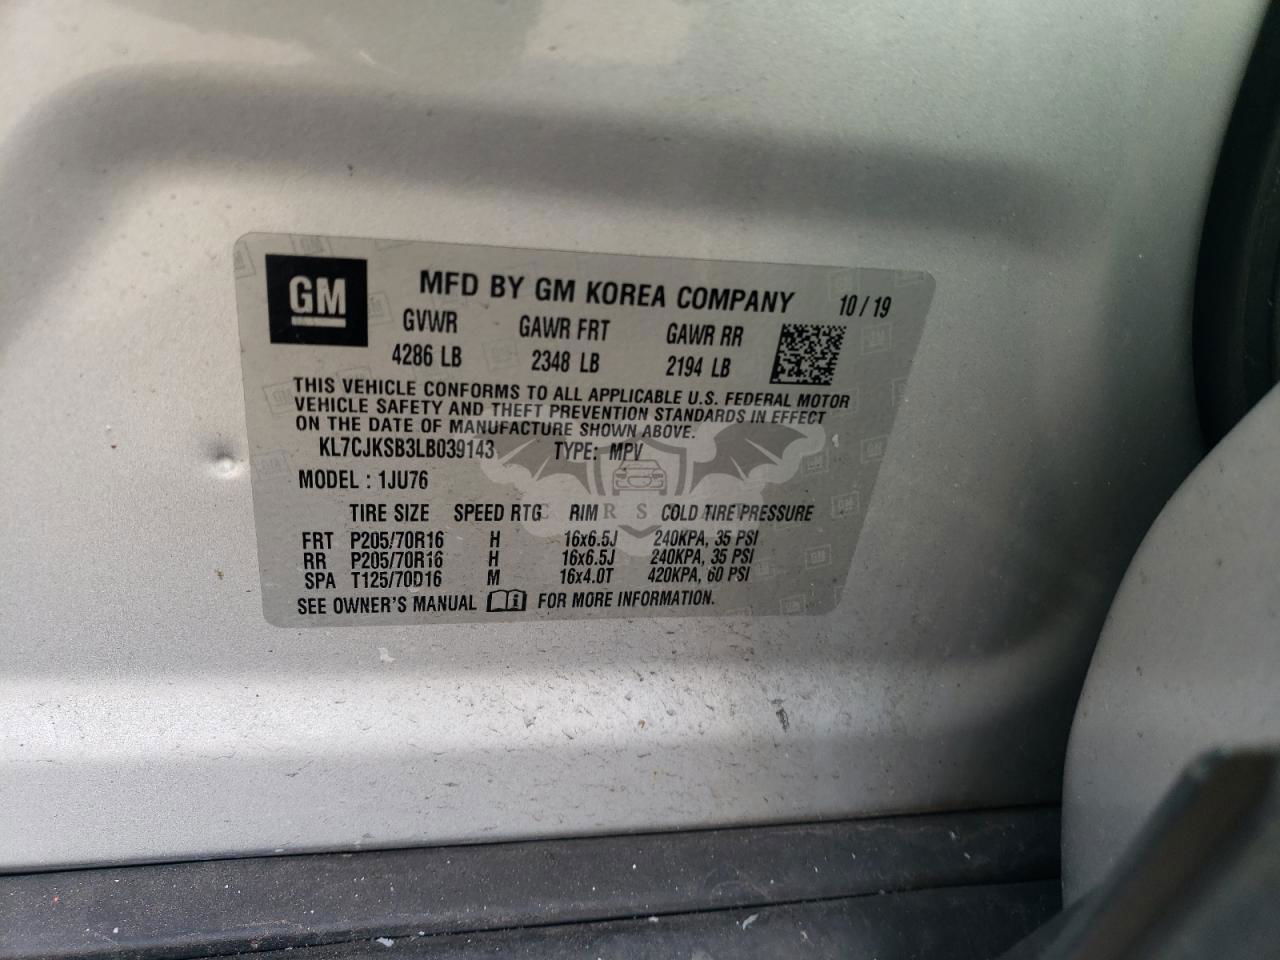 GM
MFD BY GM KOREA COMPANY 10 / 19
GVWR GAWR FRT GAWR RR
4286 LB 2348 LB 2194 LB
THIS VEHICLE CONFORMS TO ALL APPLICABLE U.S. FEDERAL MOTOR
VEHICLE SAFETY AND THEFT PREVENTION STANDARDS IN EFFECT
ON THE DATE OF MANUFACTURE SHOWN ABOVE.
KL7CJKSB3LB039143 TYPE: MPV
MODEL : 1JU76
TIRE SIZE SPEED RTG RIM COLD TIRE PRESSURE
FRT P205/70R16 H 16x6.5J 240KPA, 35 PSI
RR P205/70R16 H 16x6.5J 240KPA, 35 PSI
SPA T125/70D16 M 16x4.0T 420KPA, 60 PSI
SEE OWNER'S MANUAL FOR MORE INFORMATION.